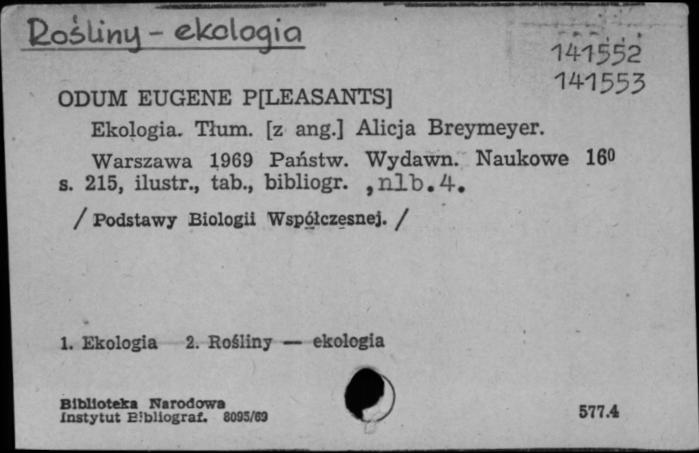 Rośliny - ekologia
141552
141553
ODUM EUGENE P[LEASANTS]
Ekologia. Tłum. [z ang.] Alicja Breymeyer.
Warszawa 1969 Państw. Wydawn. Naukowe 16⁰
s. 215, ilustr., tab., bibliogr. , nlb. 4.
/ Podstawy Biologii Współczesnej. /
1. Ekologia 2. Rośliny — ekologia
Biblioteka Narodowa
Instytut Bibliograf. 8095/69
577.4